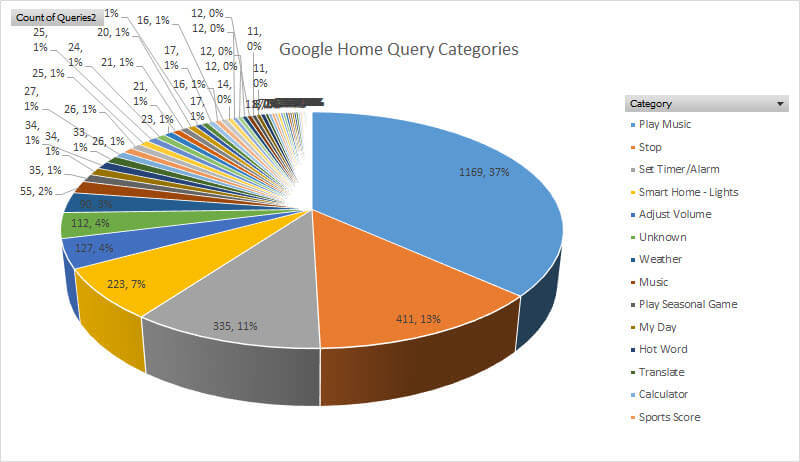 Count of Queries2
Google Home Query Categories
1169, 37%
411, 13%
335, 11%
223, 7%
127, 4%
112, 4%
90, 3%
55, 2%
35, 1%
34, 1%
34, 1%
33, 1%
27, 1%
26, 1%
26, 1%
25, 1%
25, 1%
24, 1%
23, 1%
21, 1%
21, 1%
20, 1%
17, 1%
17, 1%
16, 1%
16, 1%
14, 0%
12, 0%
12, 0%
12, 0%
11, 0%
11, 0%
Category
Play Music
Stop
Set Timer/Alarm
Smart Home - Lights
Adjust Volume
Unknown
Weather
Music
Play Seasonal Game
My Day
Hot Word
Translate
Calculator
Sports Score